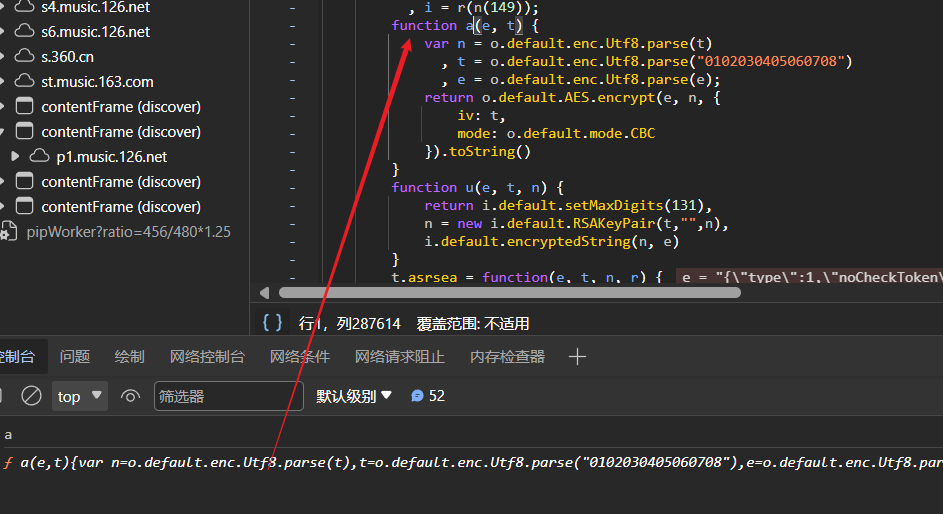 s4.music.126.net
s6.music.126.net
s.360.cn
st.music.163.com
contentFrame (discover)
contentFrame (discover)
p1.music.126.net
contentFrame (discover)
contentFrame (discover)
pipWorker?ratio=456/480*1.25
, i = r(n(149));
function a(e, t) {
var n = o.default.enc.Utf8.parse(t)
, t = o.default.enc.Utf8.parse("0102030405060708")
, e = o.default.enc.Utf8.parse(e);
return o.default.AES.encrypt(e, n, {
iv: t,
mode: o.default.mode.CBC
}).toString()
}
function u(e, t, n) {
return i.default.setMaxDigits(131),
n = new i.default.RSAKeyPair(t,"",n),
i.default.encryptedString(n, e)
}
t.asrsea = function(e, t, n, r) { e = "{\"type\":1,\"noCheckToken\
{ } 行1，列287614 覆盖范围: 不适用
控制台 问题 绘制 网络控制台 网络条件 网络请求阻止 内存检查器
top 筛选器 默认级别 52
a
ƒ a(e,t){var n=o.default.enc.Utf8.parse(t),t=o.default.enc.Utf8.parse("0102030405060708"),e=o.default.enc.Utf8.par